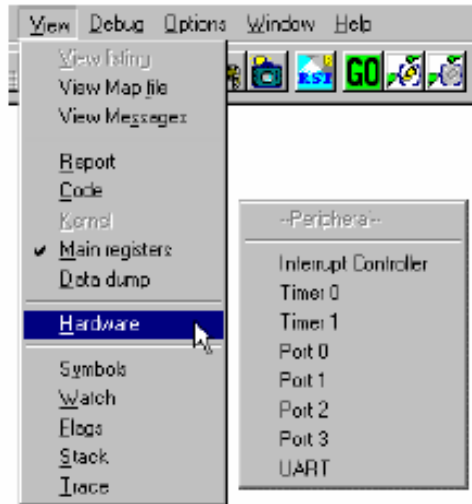 View Debug Options Window Help
RST GO
View listing
View Map file
View Messages
Report
Code
Kernel
Main registers
Data dump
Hardware
Symbols
Watch
Flags
Stack
Trace
--Peripheral--
Interrupt Controller
Timer 0
Timer 1
Port 0
Port 1
Port 2
Port 3
UART